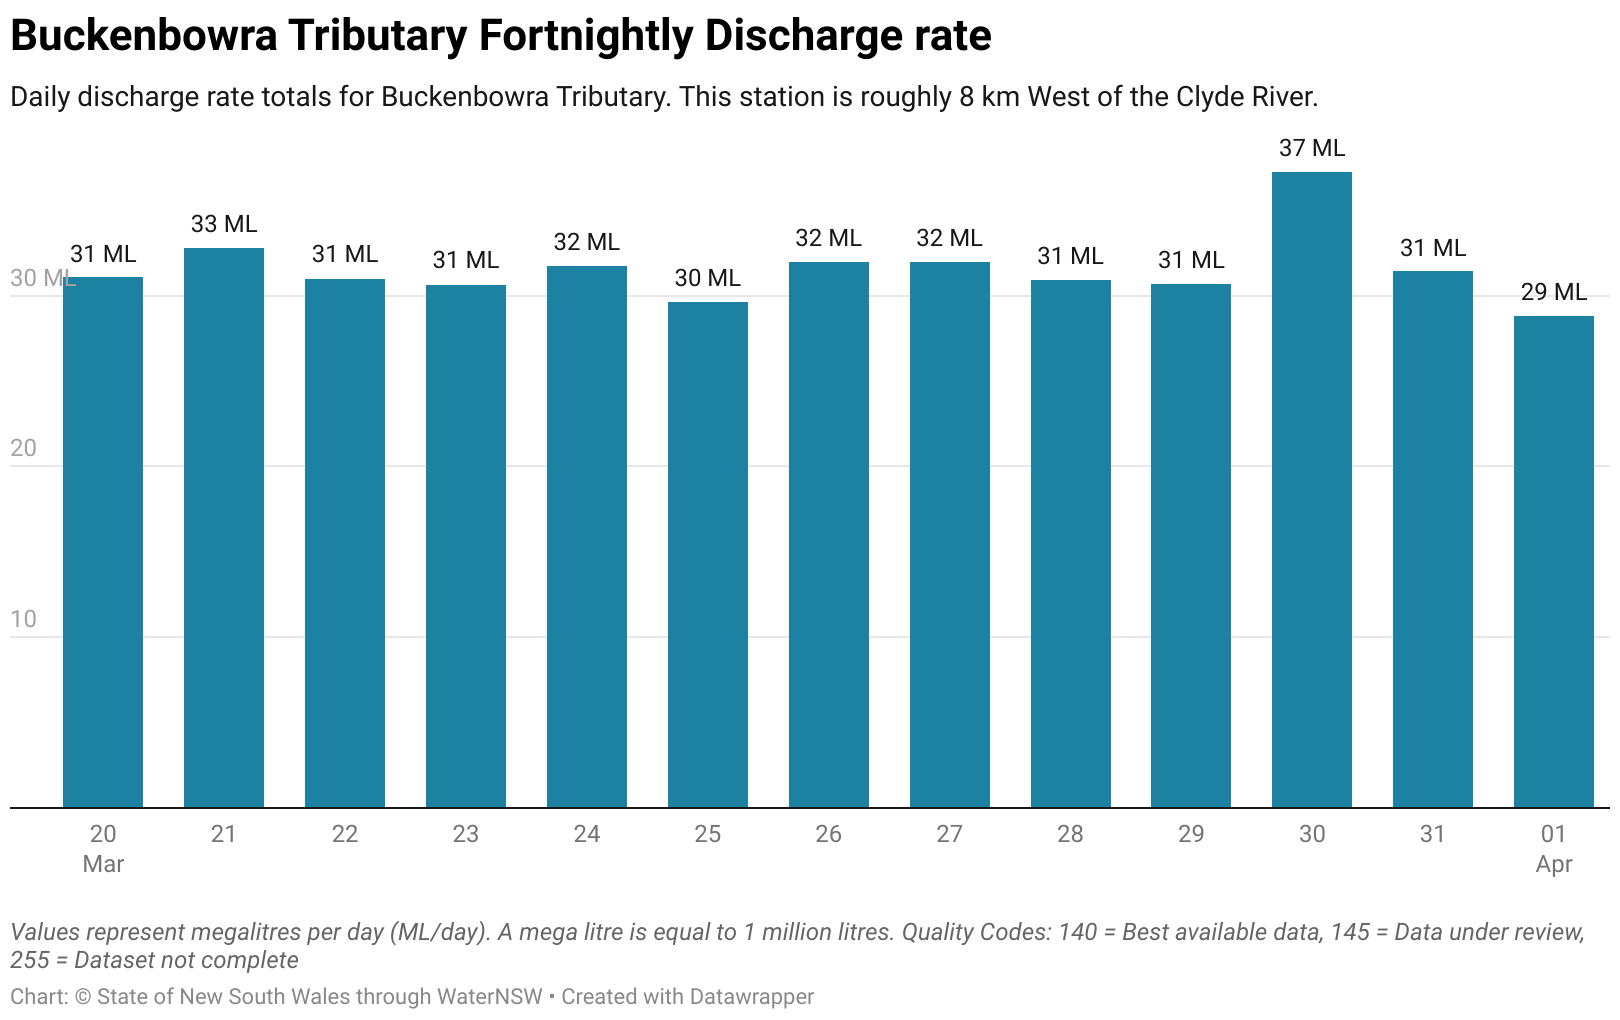 Buckenbowra Tributary Fortnightly Discharge rate
Daily discharge rate totals for Buckenbowra Tributary. This station is roughly 8 km West of the Clyde River.
37 ML
33 ML
32 ML
32 ML
32 ML
31 ML
31 ML
31 ML
31 ML
31 ML
31 ML
30 ML
30 ML
29 ML
20
10
20 21 22 23 24 25 26 27 28 29 30 31 01
Mar Apr
Values represent megalitres per day (ML/day). A mega litre is equal to 1 million litres. Quality Codes: 140 = Best available data, 145 = Data under review,
255 = Dataset not complete
Chart: © State of New South Wales through WaterNSW • Created with Datawrapper